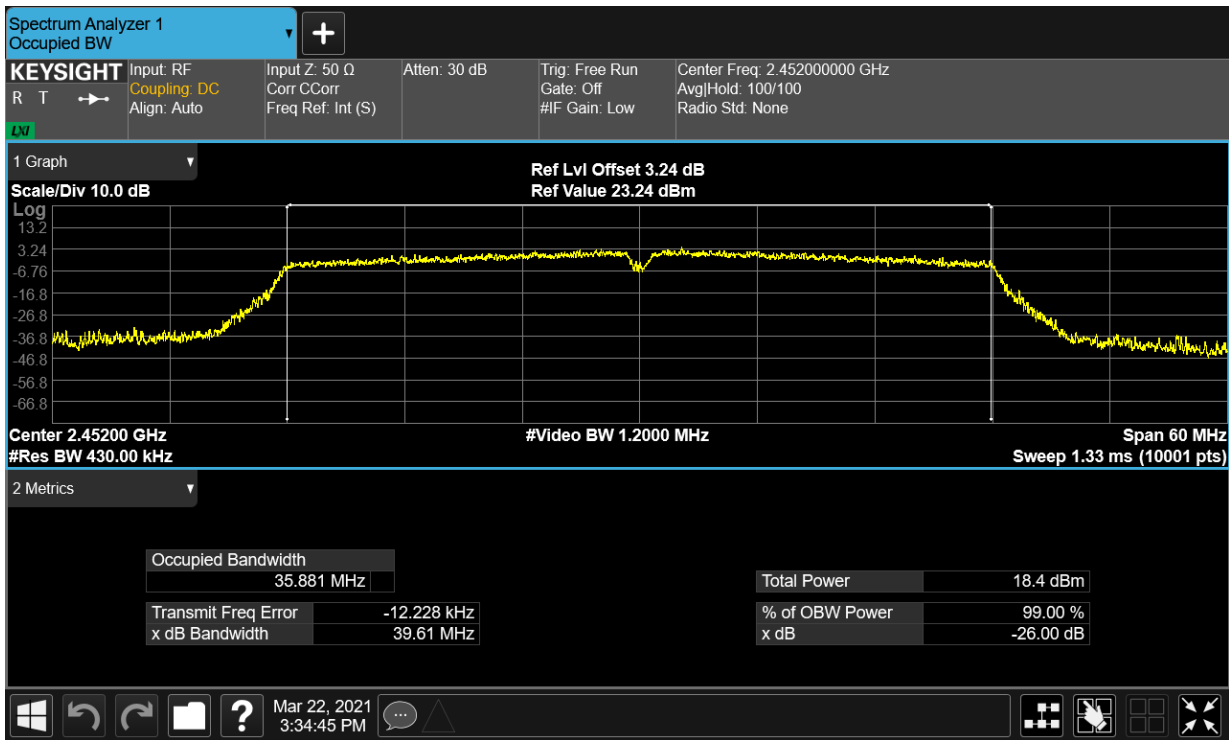 Spectrum Analyzer 1
Occupied BW
▼
+
KEYSIGHT
R T
LXI
Input: RF
Coupling: DC
Align: Auto
Input Z: 50 Ω
Corr CCorr
Freq Ref: Int (S)
Atten: 30 dB
Trig: Free Run
Gate: Off
#IF Gain: Low
Center Freq: 2.452000000 GHz
Avg|Hold: 100/100
Radio Std: None
1 Graph
Ref Lvl Offset 3.24 dB
Scale/Div 10.0 dB
Ref Value 23.24 dBm
Log
13.2
3.24
-6.76
-16.8
-26.8
-36.8
-46.8
-56.8
-66.8
Center 2.45200 GHz
#Video BW 1.2000 MHz
Span 60 MHz
#Res BW 430.00 kHz
Sweep 1.33 ms (10001 pts)
2 Metrics
Occupied Bandwidth
35.881 MHz
Total Power 18.4 dBm
Transmit Freq Error -12.228 kHz
% of OBW Power 99.00 %
x dB Bandwidth 39.61 MHz
x dB -26.00 dB
?
Mar 22, 2021
3:34:45 PM